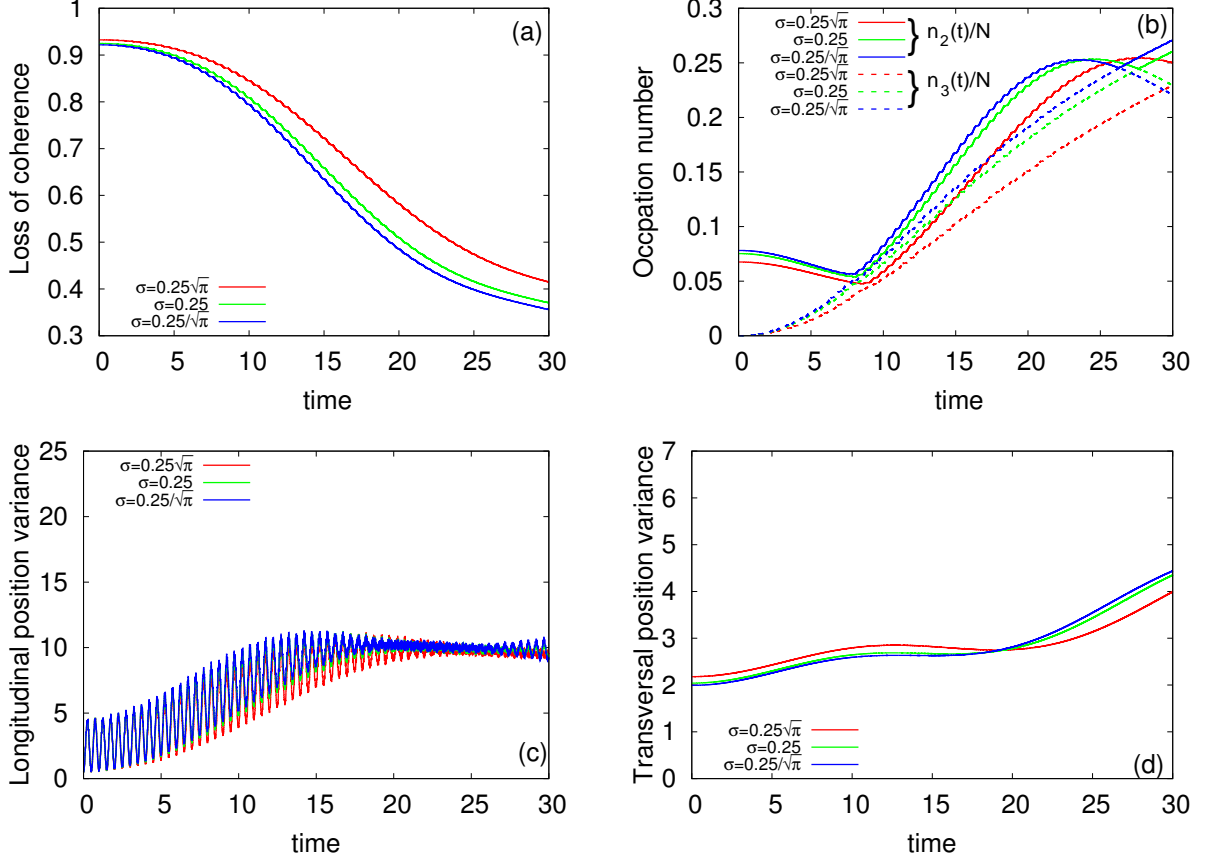 (a)
Loss of coherence
1
0.9
0.8
0.7
0.6
0.5
0.4
0.3
σ=0.25√π
σ=0.25
σ=0.25/√π
0 5 10 15 20 25 30
time
(b)
Occpation number
0.3
0.25
0.2
0.15
0.1
0.05
0
σ=0.25√π
σ=0.25
σ=0.25/√π
} n₂(t)/N
σ=0.25√π
σ=0.25
σ=0.25/√π
} n₃(t)/N
0 5 10 15 20 25 30
time
Longitudinal position variance
25
20
15
10
5
0
σ=0.25√π
σ=0.25
σ=0.25/√π
(c)
0 5 10 15 20 25 30
time
Transversal position variance
7
6
5
4
3
2
1
0
σ=0.25√π
σ=0.25
σ=0.25/√π
(d)
0 5 10 15 20 25 30
time